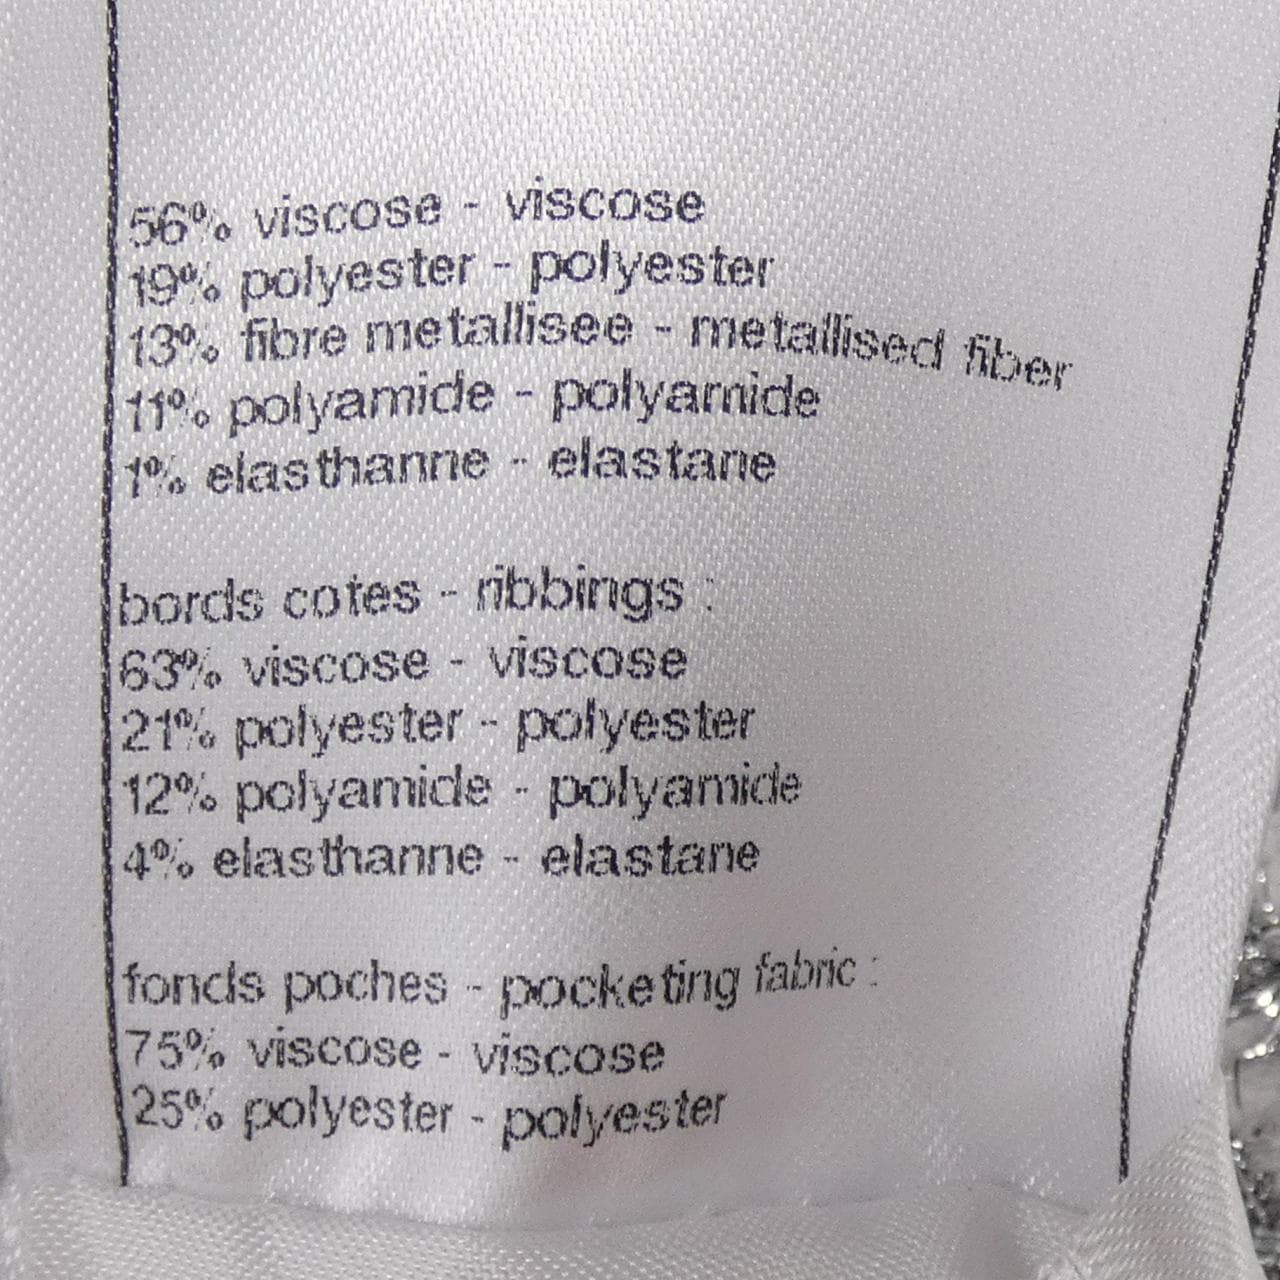 56% viscose - viscose
19% polyester - polyester
13% fibre metallisee - metallised fiber
11% polyamide - polyamide
1% elasthanne - elastane
bords cotes - ribbings :
63% viscose - viscose
21% polyester - polyester
12% polyamide - polyamide
4% elasthanne - elastane
fonds poches - pocketing fabric :
75% viscose - viscose
25% polyester - polyester